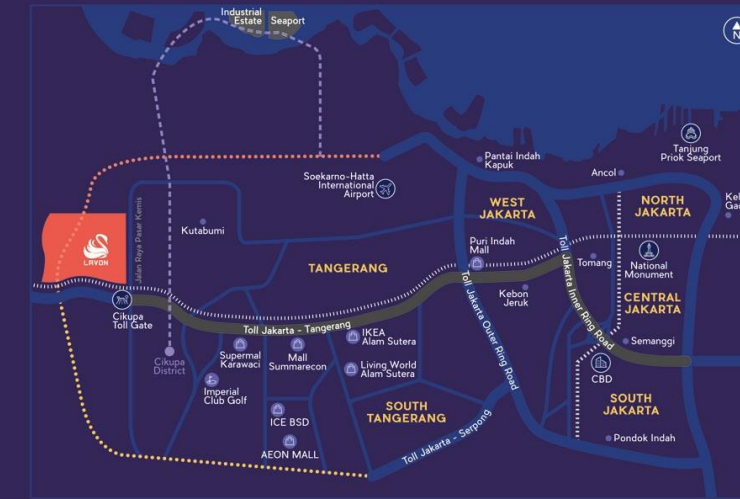 Industrial
Estate
Seaport
N
Tanjung
Priok Seaport
Pantai Indah
Kapuk
Ancol
Soekarno-Hatta
International
Airport
WEST
JAKARTA
NORTH
JAKARTA
Jalan Raya Pasar Kemis
Kutabumi
LAVON
Puri Indah
Mall
TANGERANG
Toll Jakarta Inner Ring Road
Tomang
National
Monument
Kebon
Jeruk
CENTRAL
JAKARTA
Cikupa
Toll Gate
Toll Jakarta - Tangerang
Toll Jakarta Outer Ring Road
IKEA
Alam Sutera
Semanggi
Cikupa
District
Supermal
Karawaci
Mall
Summarecon
Living World
Alam Sutera
CBD
Imperial
Club Golf
SOUTH
TANGERANG
SOUTH
JAKARTA
ICE BSD
Toll Jakarta - Serpong
Pondok Indah
AEON MALL